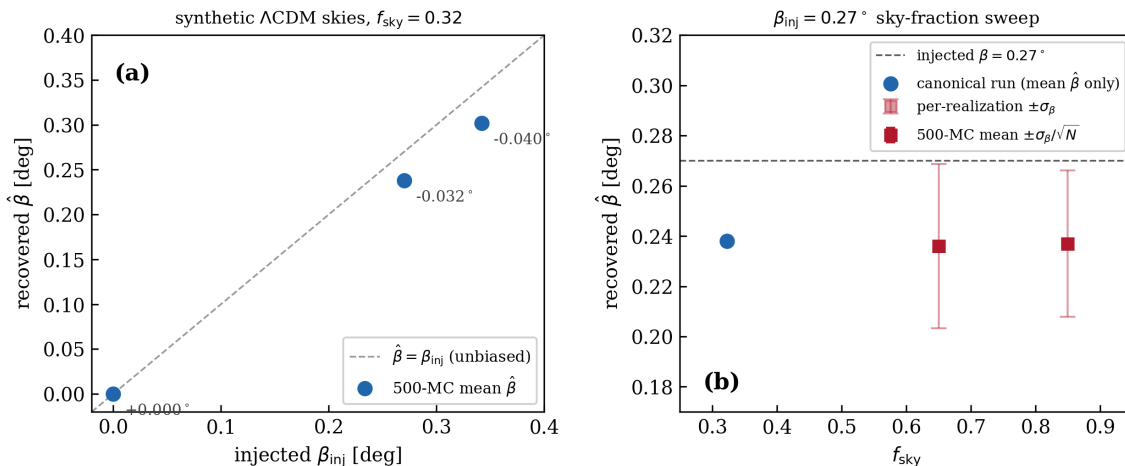 synthetic ΛCDM skies, f_sky = 0.32
(a)
0.40
0.35
0.30
0.25
0.20
0.15
0.10
0.05
0.00
recovered β̂ [deg]
-0.040°
-0.032°
+0.000°
β̂ = β_inj (unbiased)
500-MC mean β̂
0.0
0.1
0.2
0.3
0.4
injected β_inj [deg]
β_inj = 0.27° sky-fraction sweep
0.32
0.30
0.28
0.26
0.24
0.22
0.20
0.18
recovered β̂ [deg]
injected β = 0.27°
canonical run (mean β̂ only)
per-realization ±σ_β
500-MC mean ±σ_β/√N
(b)
0.3
0.4
0.5
0.6
0.7
0.8
0.9
f_sky